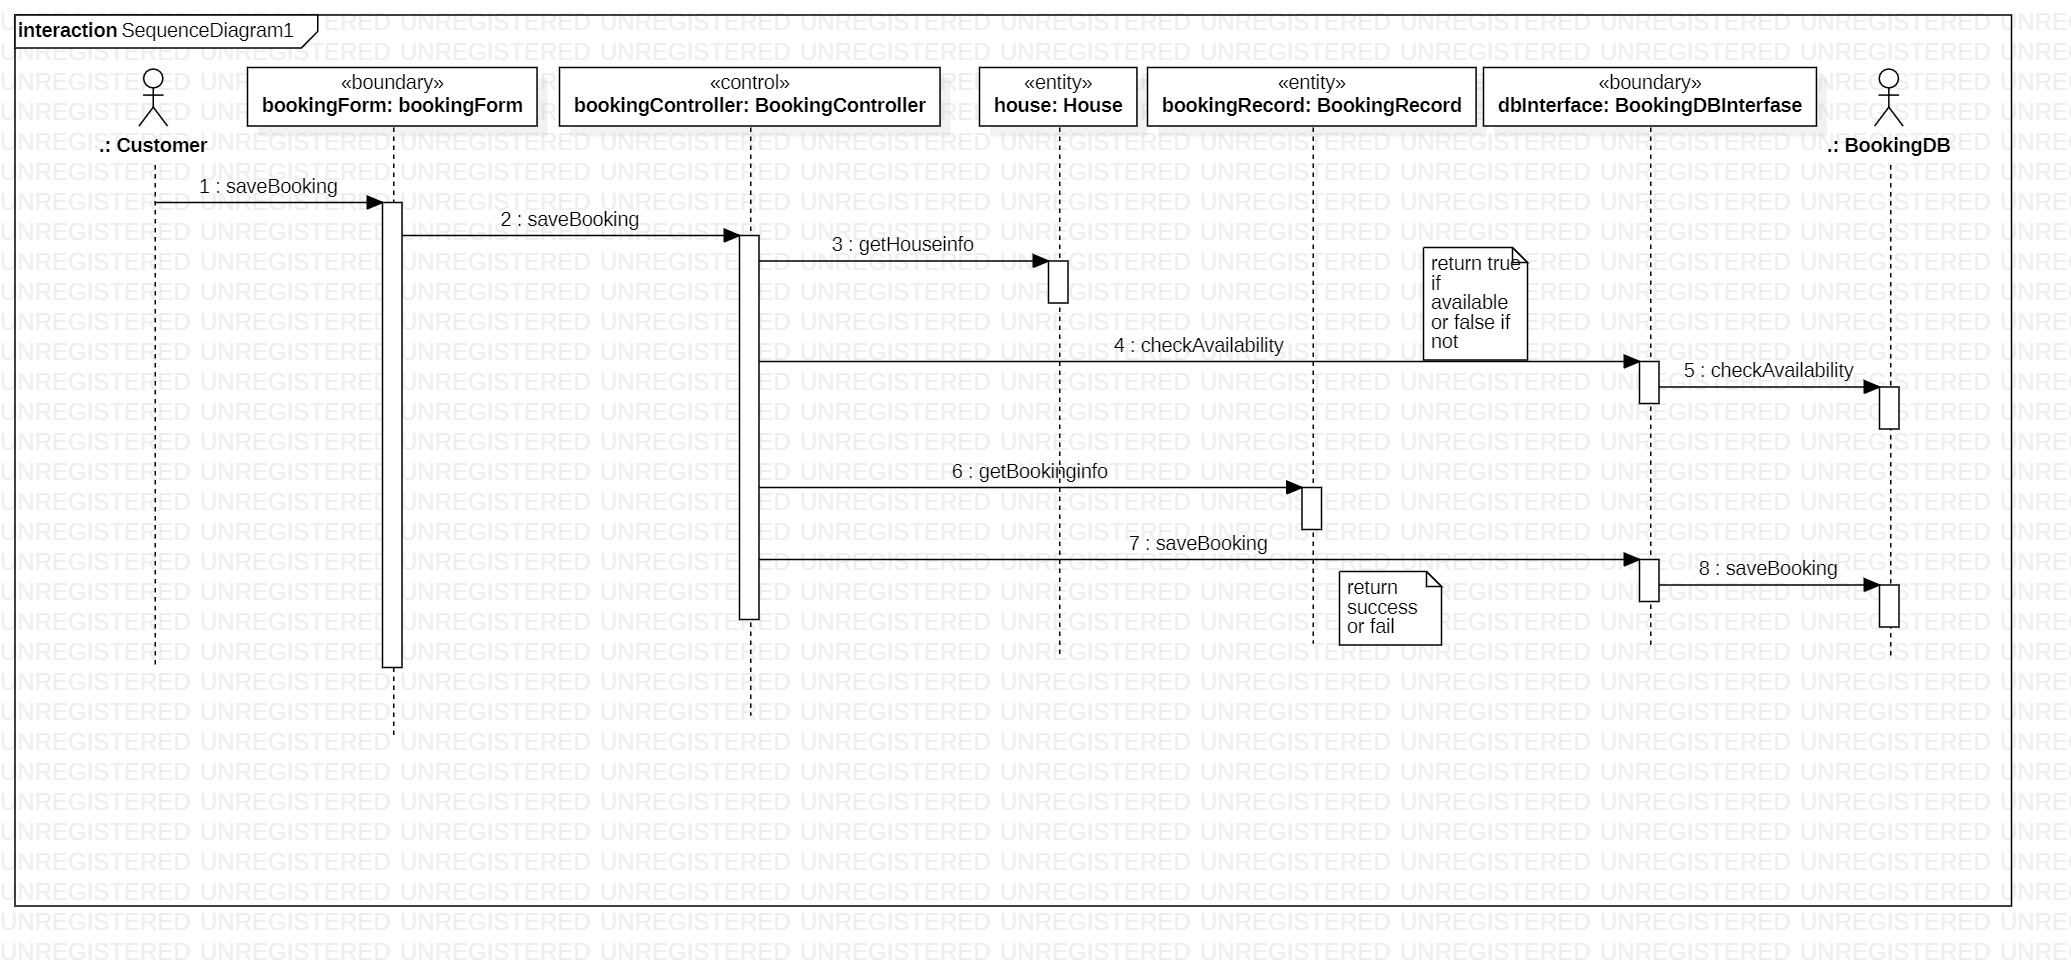 interaction SequenceDiagram1
«boundary»
bookingForm: bookingForm
«control»
bookingController: BookingController
«entity»
house: House
«entity»
bookingRecord: BookingRecord
«boundary»
dbInterface: BookingDBInterfase
.: Customer
.: BookingDB
1 : saveBooking
2 : saveBooking
3 : getHouseinfo
return true
if
available
or false if
not
4 : checkAvailability
5 : checkAvailability
6 : getBookinginfo
7 : saveBooking
8 : saveBooking
return
success
or fail
UNREGISTERED